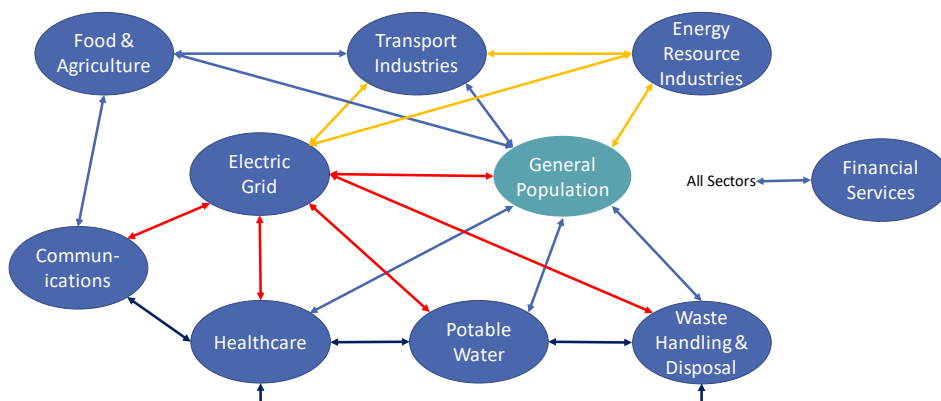 Food &
Agriculture
Transport
Industries
Energy
Resource
Industries
Electric
Grid
General
Population
All Sectors
Financial
Services
Commun-
ications
Healthcare
Potable
Water
Waste
Handling &
Disposal